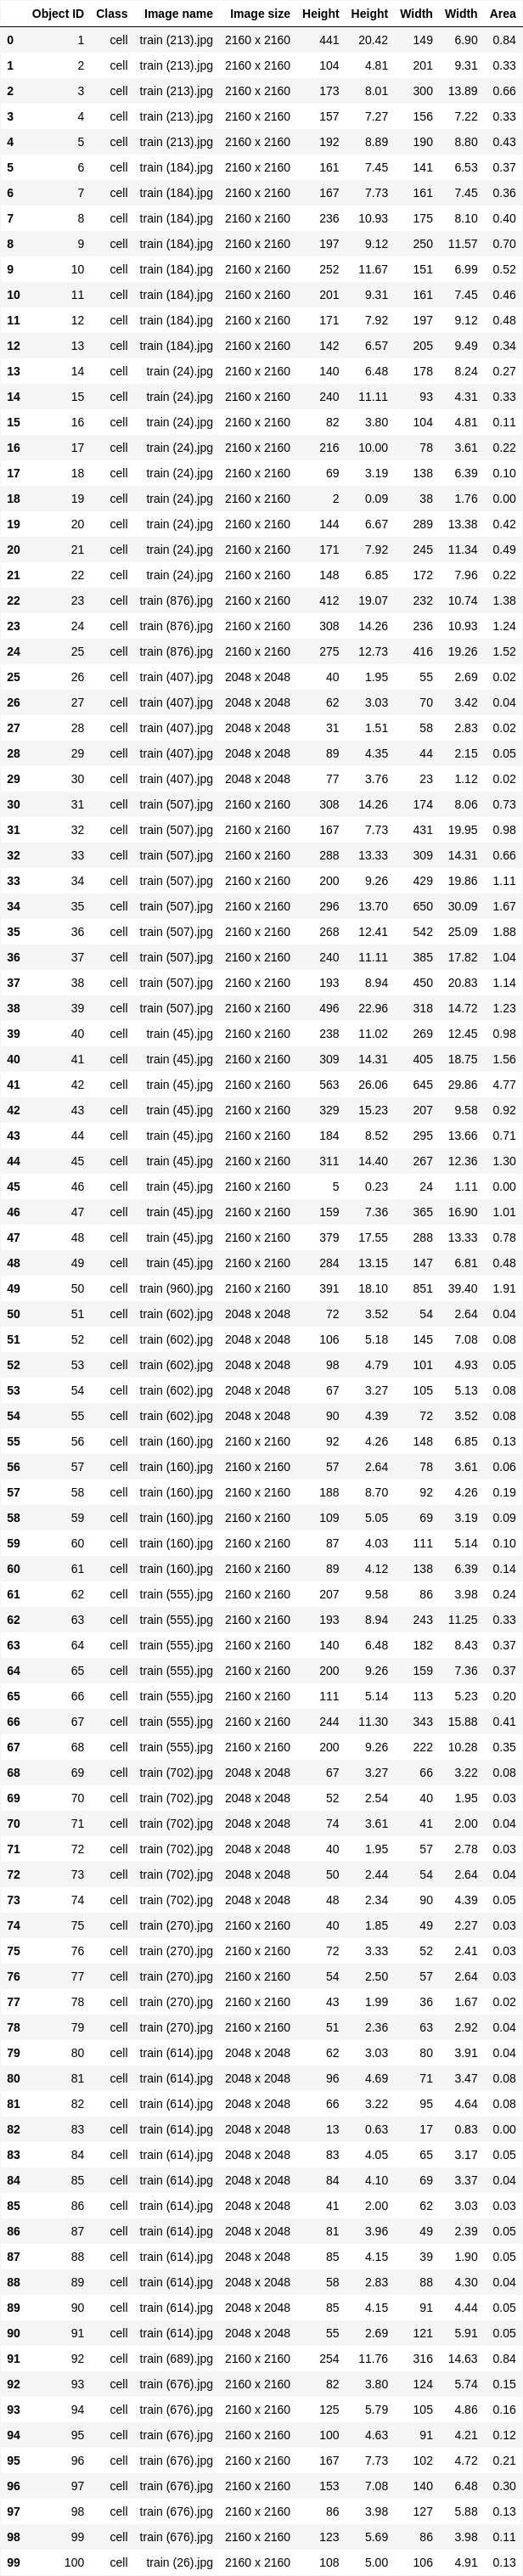 Object ID Class Image name Image size Height Height Width Width Area
0 1 cell train (213).jpg 2160 x 2160 441 20.42 149 6.90 0.84
1 2 cell train (213).jpg 2160 x 2160 104 4.81 201 9.31 0.33
2 3 cell train (213).jpg 2160 x 2160 173 8.01 300 13.89 0.66
3 4 cell train (213).jpg 2160 x 2160 157 7.27 156 7.22 0.33
4 5 cell train (213).jpg 2160 x 2160 192 8.89 190 8.80 0.43
5 6 cell train (184).jpg 2160 x 2160 161 7.45 141 6.53 0.37
6 7 cell train (184).jpg 2160 x 2160 167 7.73 161 7.45 0.36
7 8 cell train (184).jpg 2160 x 2160 236 10.93 175 8.10 0.40
8 9 cell train (184).jpg 2160 x 2160 197 9.12 250 11.57 0.70
9 10 cell train (184).jpg 2160 x 2160 252 11.67 151 6.99 0.52
10 11 cell train (184).jpg 2160 x 2160 201 9.31 161 7.45 0.46
11 12 cell train (184).jpg 2160 x 2160 171 7.92 197 9.12 0.48
12 13 cell train (184).jpg 2160 x 2160 142 6.57 205 9.49 0.34
13 14 cell train (24).jpg 2160 x 2160 140 6.48 178 8.24 0.27
14 15 cell train (24).jpg 2160 x 2160 240 11.11 93 4.31 0.33
15 16 cell train (24).jpg 2160 x 2160 82 3.80 104 4.81 0.11
16 17 cell train (24).jpg 2160 x 2160 216 10.00 78 3.61 0.22
17 18 cell train (24).jpg 2160 x 2160 69 3.19 138 6.39 0.10
18 19 cell train (24).jpg 2160 x 2160 2 0.09 38 1.76 0.00
19 20 cell train (24).jpg 2160 x 2160 144 6.67 289 13.38 0.42
20 21 cell train (24).jpg 2160 x 2160 171 7.92 245 11.34 0.49
21 22 cell train (24).jpg 2160 x 2160 148 6.85 172 7.96 0.22
22 23 cell train (876).jpg 2160 x 2160 412 19.07 232 10.74 1.38
23 24 cell train (876).jpg 2160 x 2160 308 14.26 236 10.93 1.24
24 25 cell train (876).jpg 2160 x 2160 275 12.73 416 19.26 1.52
25 26 cell train (407).jpg 2048 x 2048 40 1.95 55 2.69 0.02
26 27 cell train (407).jpg 2048 x 2048 62 3.03 70 3.42 0.04
27 28 cell train (407).jpg 2048 x 2048 31 1.51 58 2.83 0.02
28 29 cell train (407).jpg 2048 x 2048 89 4.35 44 2.15 0.05
29 30 cell train (407).jpg 2048 x 2048 77 3.76 23 1.12 0.02
30 31 cell train (507).jpg 2160 x 2160 308 14.26 174 8.06 0.73
31 32 cell train (507).jpg 2160 x 2160 167 7.73 431 19.95 0.98
32 33 cell train (507).jpg 2160 x 2160 288 13.33 309 14.31 0.66
33 34 cell train (507).jpg 2160 x 2160 200 9.26 429 19.86 1.11
34 35 cell train (507).jpg 2160 x 2160 296 13.70 650 30.09 1.67
35 36 cell train (507).jpg 2160 x 2160 268 12.41 542 25.09 1.88
36 37 cell train (507).jpg 2160 x 2160 240 11.11 385 17.82 1.04
37 38 cell train (507).jpg 2160 x 2160 193 8.94 450 20.83 1.14
38 39 cell train (507).jpg 2160 x 2160 496 22.96 318 14.72 1.23
39 40 cell train (45).jpg 2160 x 2160 238 11.02 269 12.45 0.98
40 41 cell train (45).jpg 2160 x 2160 309 14.31 405 18.75 1.56
41 42 cell train (45).jpg 2160 x 2160 563 26.06 645 29.86 4.77
42 43 cell train (45).jpg 2160 x 2160 329 15.23 207 9.58 0.92
43 44 cell train (45).jpg 2160 x 2160 184 8.52 295 13.66 0.71
44 45 cell train (45).jpg 2160 x 2160 311 14.40 267 12.36 1.30
45 46 cell train (45).jpg 2160 x 2160 5 0.23 24 1.11 0.00
46 47 cell train (45).jpg 2160 x 2160 159 7.36 365 16.90 1.01
47 48 cell train (45).jpg 2160 x 2160 379 17.55 288 13.33 0.78
48 49 cell train (45).jpg 2160 x 2160 284 13.15 147 6.81 0.48
49 50 cell train (960).jpg 2160 x 2160 391 18.10 851 39.40 1.91
50 51 cell train (602).jpg 2048 x 2048 72 3.52 54 2.64 0.04
51 52 cell train (602).jpg 2048 x 2048 106 5.18 145 7.08 0.08
52 53 cell train (602).jpg 2048 x 2048 98 4.79 101 4.93 0.05
53 54 cell train (602).jpg 2048 x 2048 67 3.27 105 5.13 0.08
54 55 cell train (602).jpg 2048 x 2048 90 4.39 72 3.52 0.08
55 56 cell train (160).jpg 2160 x 2160 92 4.26 148 6.85 0.13
56 57 cell train (160).jpg 2160 x 2160 57 2.64 78 3.61 0.06
57 58 cell train (160).jpg 2160 x 2160 188 8.70 92 4.26 0.19
58 59 cell train (160).jpg 2160 x 2160 109 5.05 69 3.19 0.09
59 60 cell train (160).jpg 2160 x 2160 87 4.03 111 5.14 0.10
60 61 cell train (160).jpg 2160 x 2160 89 4.12 138 6.39 0.14
61 62 cell train (555).jpg 2160 x 2160 207 9.58 86 3.98 0.24
62 63 cell train (555).jpg 2160 x 2160 193 8.94 243 11.25 0.33
63 64 cell train (555).jpg 2160 x 2160 140 6.48 182 8.43 0.37
64 65 cell train (555).jpg 2160 x 2160 200 9.26 159 7.36 0.37
65 66 cell train (555).jpg 2160 x 2160 111 5.14 113 5.23 0.20
66 67 cell train (555).jpg 2160 x 2160 244 11.30 343 15.88 0.41
67 68 cell train (555).jpg 2160 x 2160 200 9.26 222 10.28 0.35
68 69 cell train (702).jpg 2048 x 2048 67 3.27 66 3.22 0.08
69 70 cell train (702).jpg 2048 x 2048 52 2.54 40 1.95 0.03
70 71 cell train (702).jpg 2048 x 2048 74 3.61 41 2.00 0.04
71 72 cell train (702).jpg 2048 x 2048 40 1.95 57 2.78 0.03
72 73 cell train (702).jpg 2048 x 2048 50 2.44 54 2.64 0.04
73 74 cell train (702).jpg 2048 x 2048 48 2.34 90 4.39 0.05
74 75 cell train (270).jpg 2160 x 2160 40 1.85 49 2.27 0.03
75 76 cell train (270).jpg 2160 x 2160 72 3.33 52 2.41 0.03
76 77 cell train (270).jpg 2160 x 2160 54 2.50 57 2.64 0.03
77 78 cell train (270).jpg 2160 x 2160 43 1.99 36 1.67 0.02
78 79 cell train (270).jpg 2160 x 2160 51 2.36 63 2.92 0.04
79 80 cell train (614).jpg 2048 x 2048 62 3.03 80 3.91 0.04
80 81 cell train (614).jpg 2048 x 2048 96 4.69 71 3.47 0.08
81 82 cell train (614).jpg 2048 x 2048 66 3.22 95 4.64 0.08
82 83 cell train (614).jpg 2048 x 2048 13 0.63 17 0.83 0.00
83 84 cell train (614).jpg 2048 x 2048 83 4.05 65 3.17 0.05
84 85 cell train (614).jpg 2048 x 2048 84 4.10 69 3.37 0.04
85 86 cell train (614).jpg 2048 x 2048 41 2.00 62 3.03 0.03
86 87 cell train (614).jpg 2048 x 2048 81 3.96 49 2.39 0.05
87 88 cell train (614).jpg 2048 x 2048 85 4.15 39 1.90 0.05
88 89 cell train (614).jpg 2048 x 2048 58 2.83 88 4.30 0.04
89 90 cell train (614).jpg 2048 x 2048 85 4.15 91 4.44 0.05
90 91 cell train (614).jpg 2048 x 2048 55 2.69 121 5.91 0.05
91 92 cell train (689).jpg 2160 x 2160 254 11.76 316 14.63 0.84
92 93 cell train (676).jpg 2160 x 2160 82 3.80 124 5.74 0.15
93 94 cell train (676).jpg 2160 x 2160 125 5.79 105 4.86 0.16
94 95 cell train (676).jpg 2160 x 2160 100 4.63 91 4.21 0.12
95 96 cell train (676).jpg 2160 x 2160 167 7.73 102 4.72 0.21
96 97 cell train (676).jpg 2160 x 2160 153 7.08 140 6.48 0.30
97 98 cell train (676).jpg 2160 x 2160 86 3.98 127 5.88 0.13
98 99 cell train (676).jpg 2160 x 2160 123 5.69 86 3.98 0.11
99 100 cell train (26).jpg 2160 x 2160 108 5.00 106 4.91 0.13